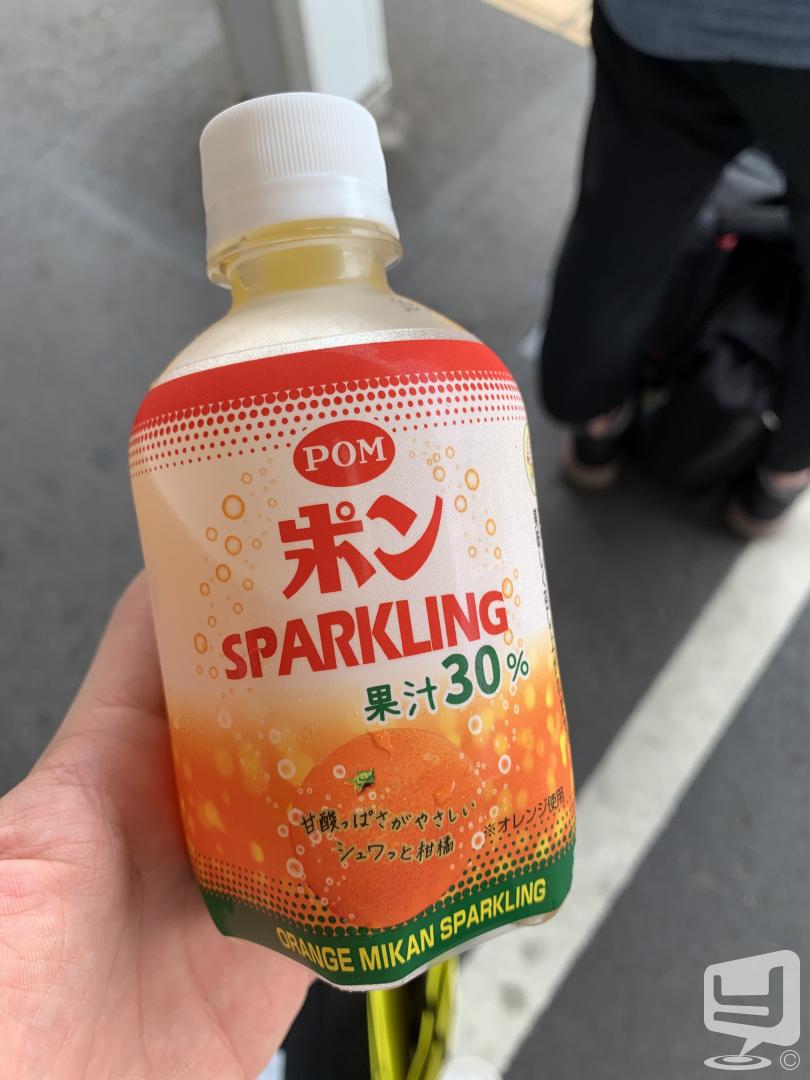 POM
ポン
SPARKLING
果汁30%
甘酸っぱさがやさしい
シュワっと柑橘
※オレンジ使用
ORANGE MIKAN SPARKLING